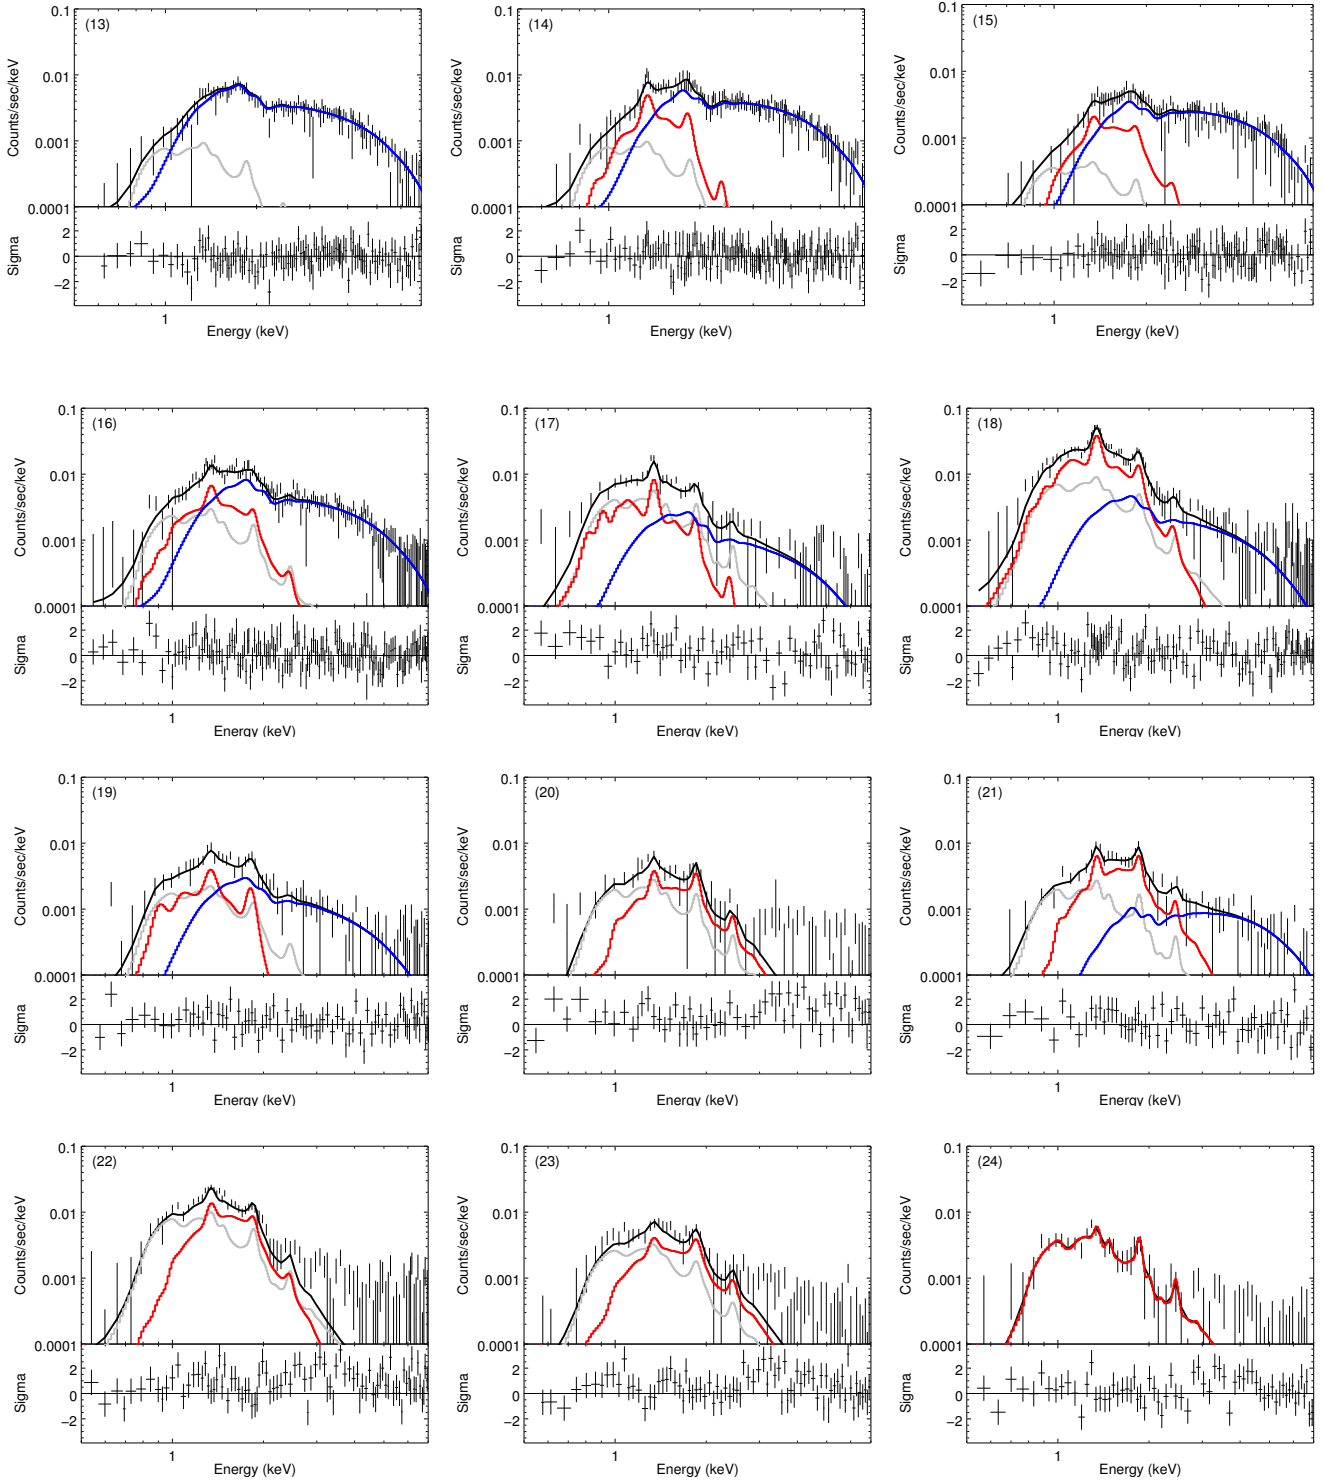 (13) (14) (15)
0.1 0.1 0.1
0.01 0.01 0.01
0.001 0.001 0.001
0.0001 0.0001 0.0001
Counts/sec/keV Counts/sec/keV Counts/sec/keV
2 2 2
0 0 0
−2 −2 −2
Sigma Sigma Sigma
1 1 1
Energy (keV) Energy (keV) Energy (keV)
(16) (17) (18)
0.1 0.1 0.1
0.01 0.01 0.01
0.001 0.001 0.001
0.0001 0.0001 0.0001
Counts/sec/keV Counts/sec/keV Counts/sec/keV
2 2 2
0 0 0
−2 −2 −2
Sigma Sigma Sigma
1 1 1
Energy (keV) Energy (keV) Energy (keV)
(19) (20) (21)
0.1 0.1 0.1
0.01 0.01 0.01
0.001 0.001 0.001
0.0001 0.0001 0.0001
Counts/sec/keV Counts/sec/keV Counts/sec/keV
2 2 2
0 0 0
−2 −2 −2
Sigma Sigma Sigma
1 1 1
Energy (keV) Energy (keV) Energy (keV)
(22) (23) (24)
0.1 0.1 0.1
0.01 0.01 0.01
0.001 0.001 0.001
0.0001 0.0001 0.0001
Counts/sec/keV Counts/sec/keV Counts/sec/keV
2 2 2
0 0 0
−2 −2 −2
Sigma Sigma Sigma
1 1 1
Energy (keV) Energy (keV) Energy (keV)